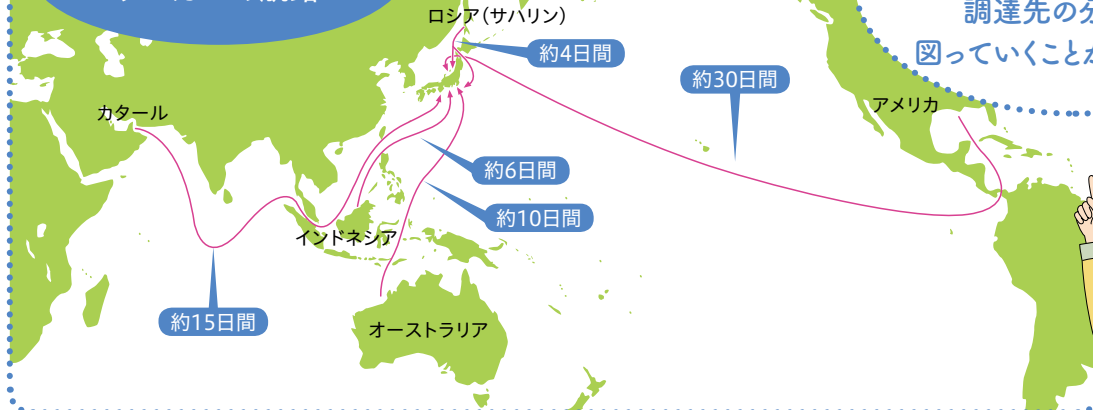 調達先の分
図っていくことが
ロシア(サハリン)
約4日間
約30日間
カタール
アメリカ
約6日間
約10日間
インドネシア
約15日間
オーストラリア